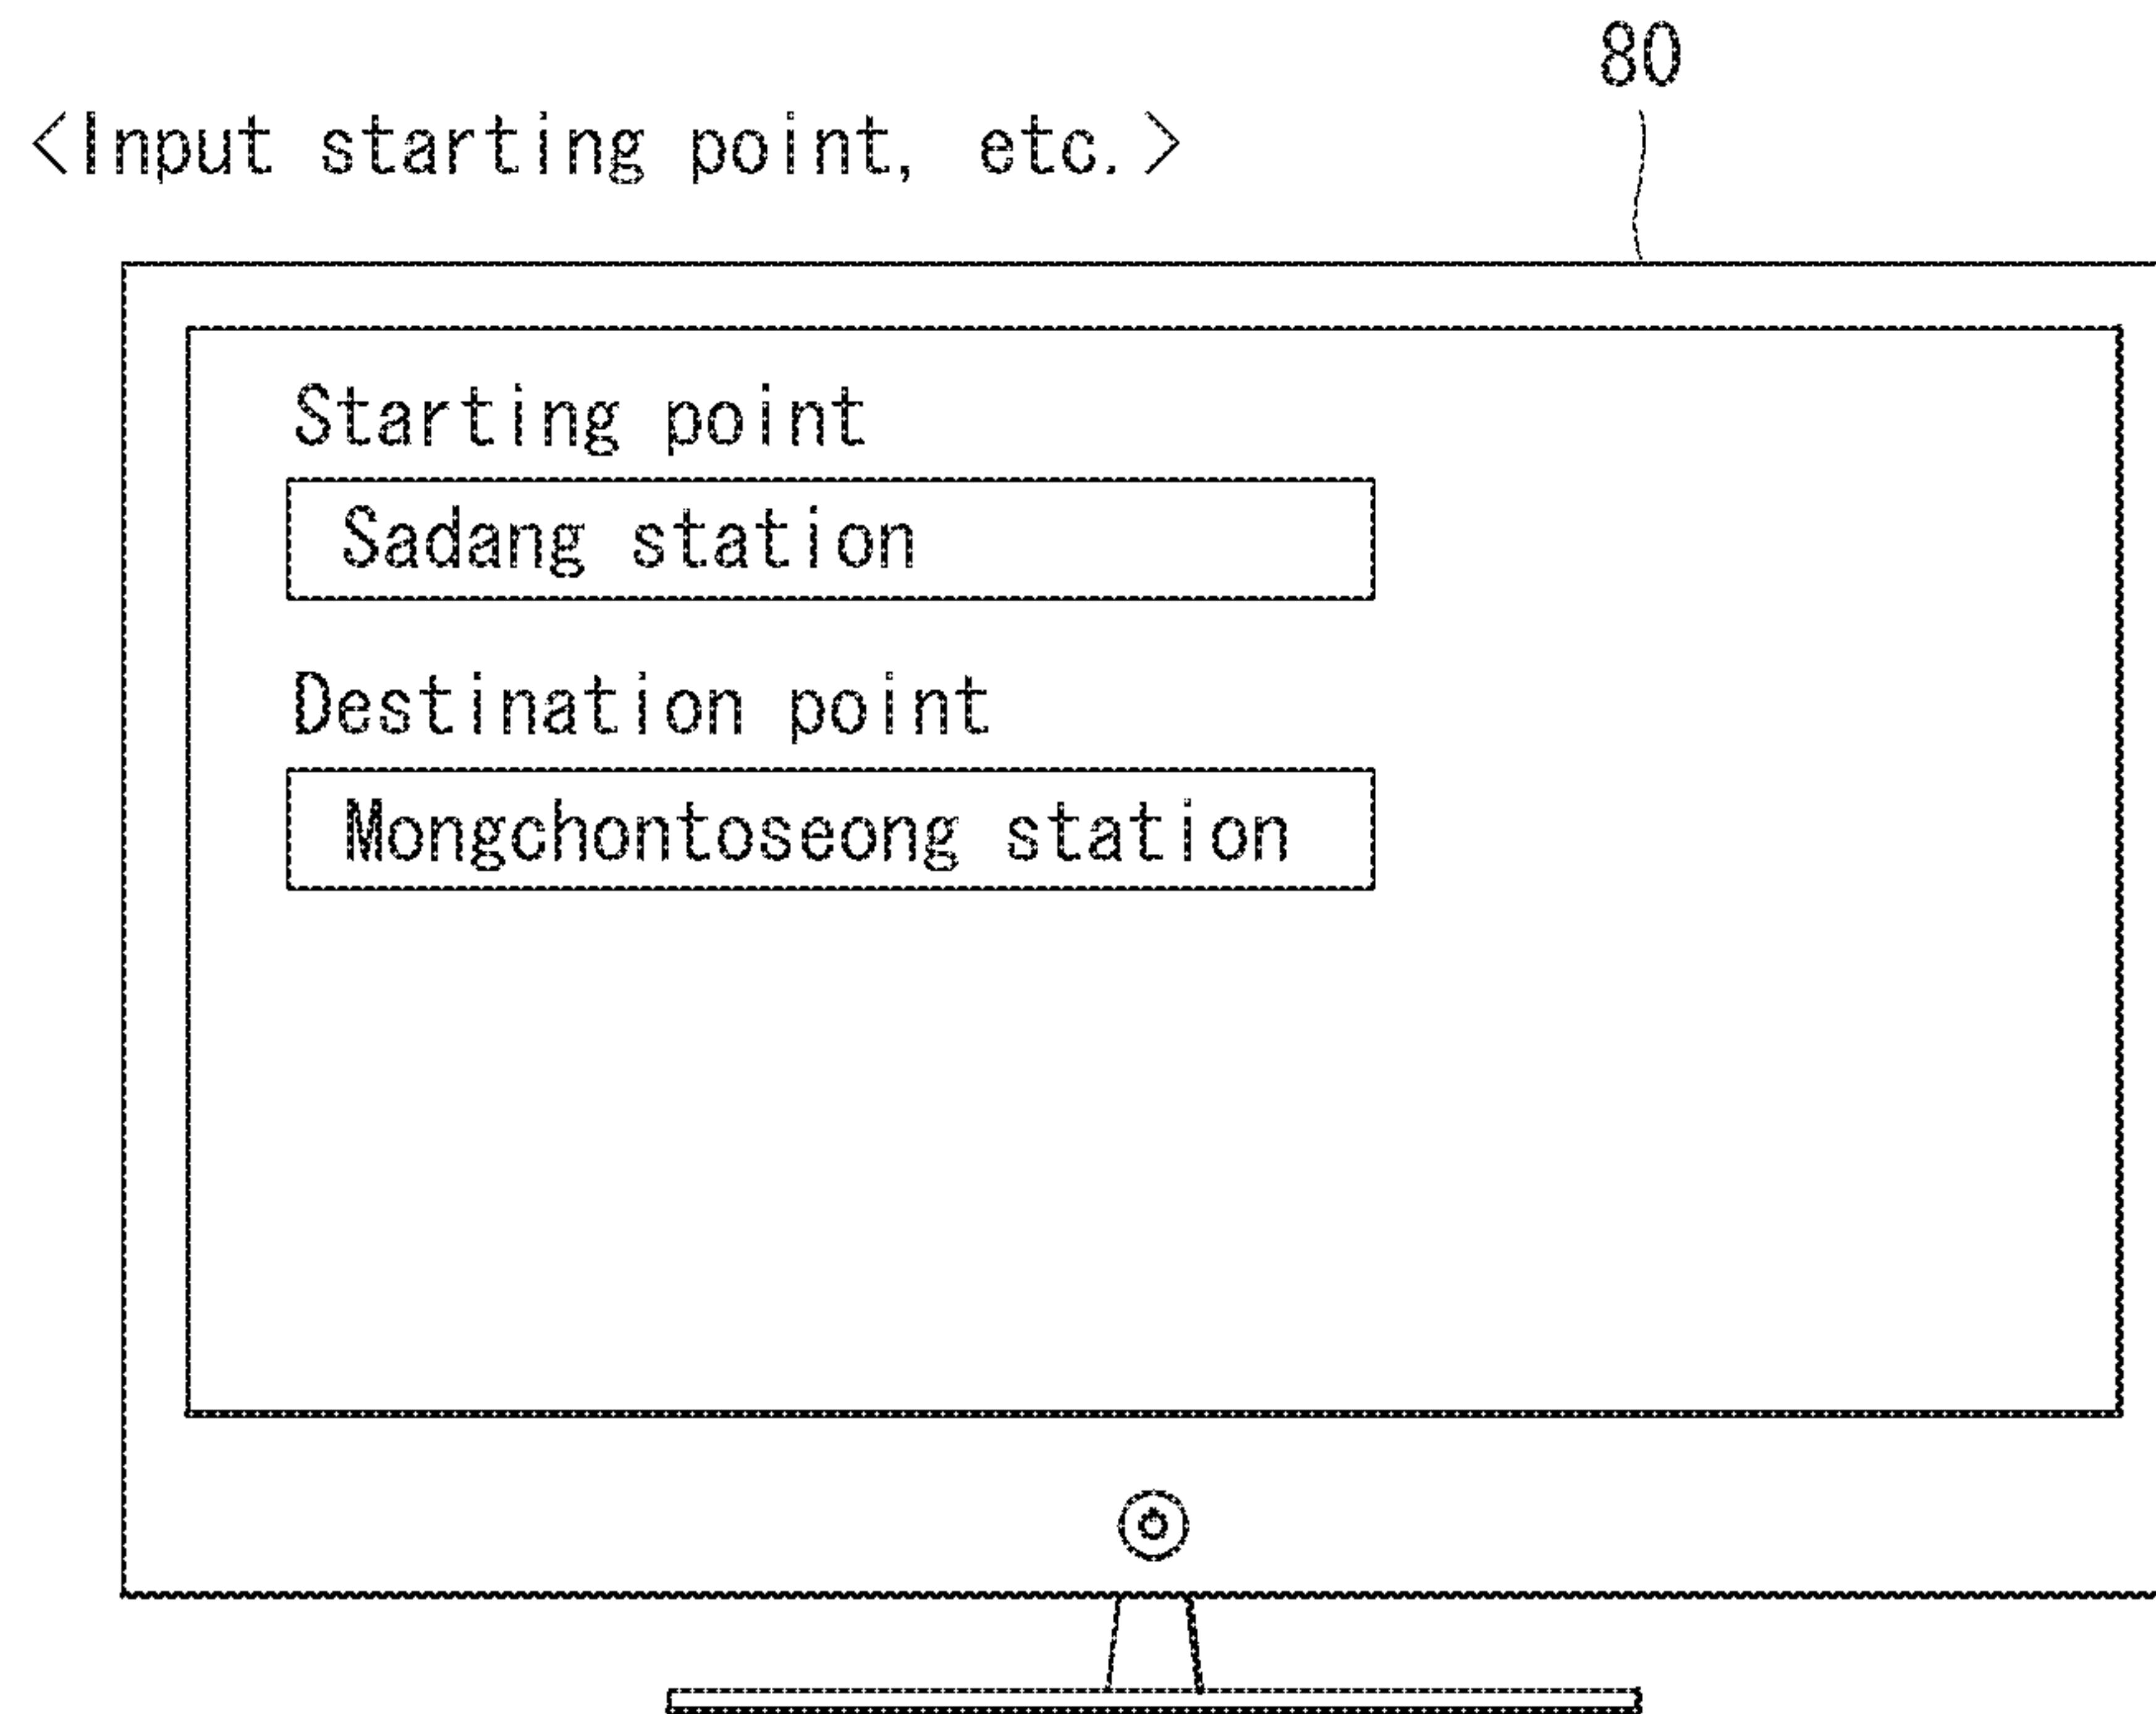 80
<Input starting point, etc.>
Starting point
Sadang station
Destination point
Mongchontoseong station